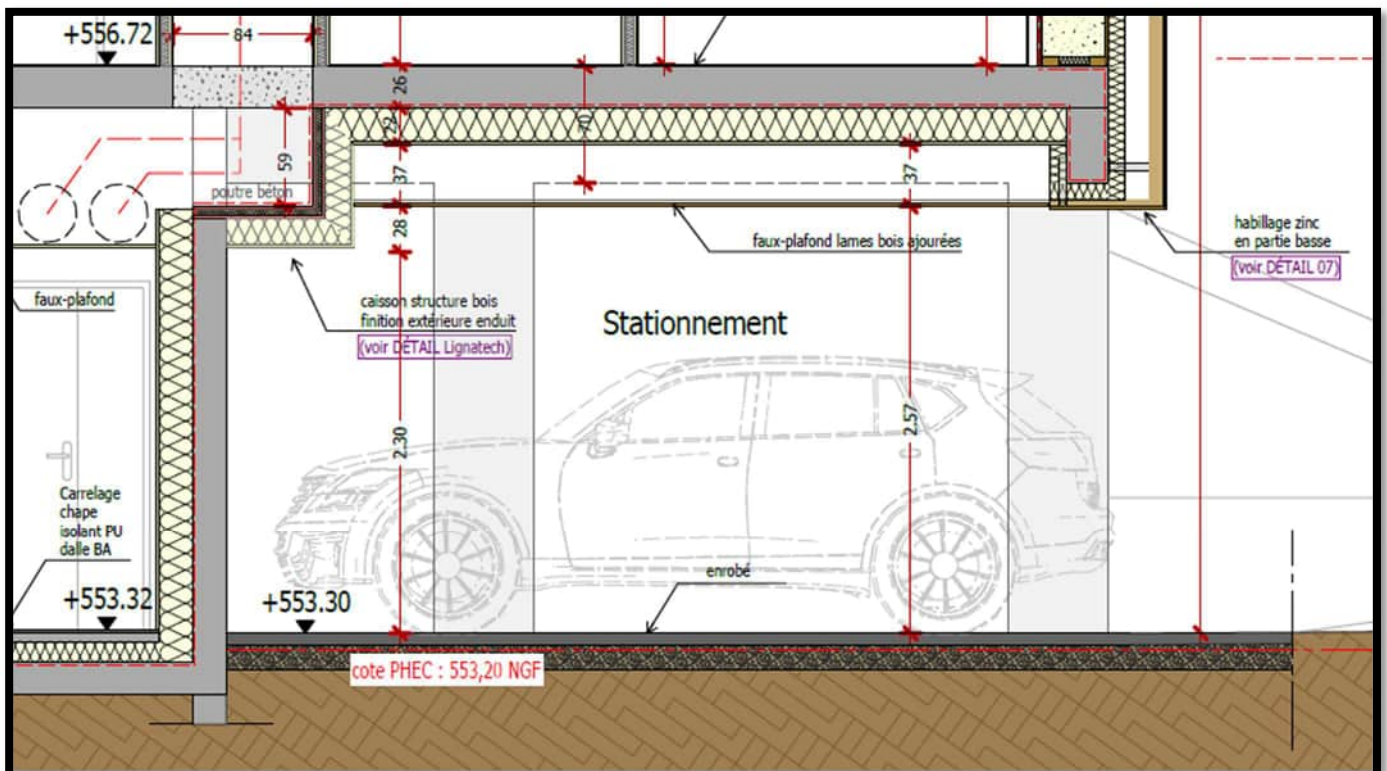 +556.72
84
26
22
70
59
37
37
poutre béton
28
faux-plafond lames bois ajourées
habillage zinc
en partie basse
(voir DÉTAIL 07)
faux-plafond
caisson structure bois
finition extérieure enduit
(voir DÉTAIL Lignatech)
Stationnement
2.30
2.57
Carrelage
chape
isolant PU
dalle BA
enrobé
+553.32
+553.30
cote PHEC : 553,20 NGF